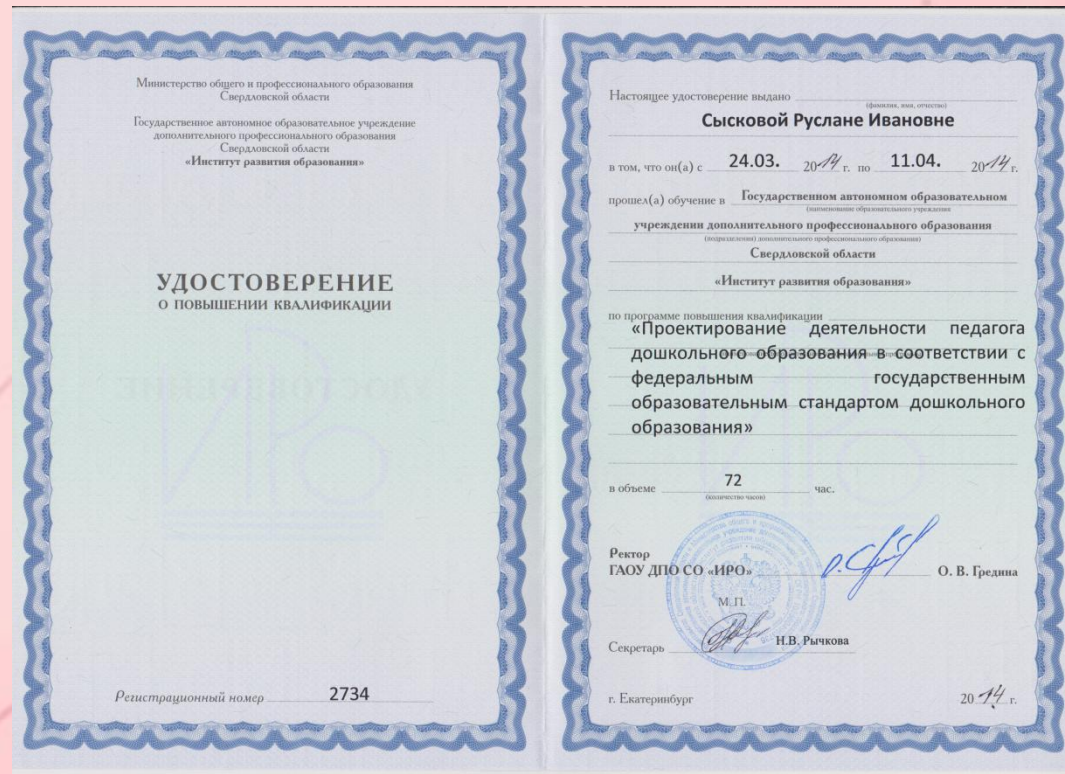 Министерство общего и профессионального образования
Свердловской области
Государственное автономное образовательное учреждение
дополнительного профессионального образования
Свердловской области
«Институт развития образования»
УДОСТОВЕРЕНИЕ
О ПОВЫШЕНИИ КВАЛИФИКАЦИИ
Регистрационный номер 2734
Настоящее удостоверение выдано
(фамилия, имя, отчество)
Сысковой Руслане Ивановне
в том, что он(а) с 24.03. 2014 г. по 11.04. 2014 г.
прошел(а) обучение в Государственном автономном образовательном
(наименование образовательного учреждения
учреждении дополнительного профессионального образования
(подразделения) дополнительного профессионального образования)
Свердловской области
«Институт развития образования»
по программе повышения квалификации
«Проектирование деятельности педагога
дошкольного образования в соответствии с
федеральным государственным
образовательным стандартом дошкольного
образования»
в объеме 72 час.
(количество часов)
Ректор
ГАОУ ДПО СО «ИРО» О. В. Гредина
М.П.
Секретарь Н.В. Рычкова
г. Екатеринбург 2014 г.